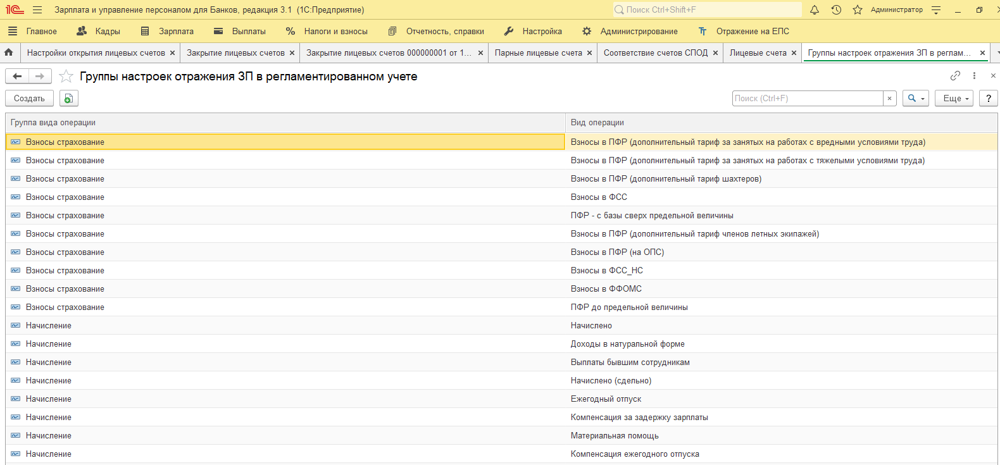 1С Зарплата и управление персоналом для Банков, редакция 3.1 (1С:Предприятие) Поиск Ctrl+Shift+F Администратор
Главное Кадры Зарплата Выплаты Налоги и взносы Отчетность, справки Настройка Администрирование Отражение на ЕПС
Настройки открытия лицевых счетов Закрытие лицевых счетов Закрытие лицевых счетов 000000001 от 1... Парные лицевые счета Соответствие счетов СПОД Лицевые счета Группы настроек отражения ЗП в реглам...
Группы настроек отражения ЗП в регламентированном учете
Создать Поиск (Ctrl+F) × Еще ?
Группа вида операции Вид операции
Взносы страхование Взносы в ПФР (дополнительный тариф за занятых на работах с вредными условиями труда)
Взносы страхование Взносы в ПФР (дополнительный тариф за занятых на работах с тяжелыми условиями труда)
Взносы страхование Взносы в ПФР (дополнительный тариф шахтеров)
Взносы страхование Взносы в ФСС
Взносы страхование ПФР - с базы сверх предельной величины
Взносы страхование Взносы в ПФР (дополнительный тариф членов летных экипажей)
Взносы страхование Взносы в ПФР (на ОПС)
Взносы страхование Взносы в ФСС_НС
Взносы страхование Взносы в ФФОМС
Взносы страхование ПФР до предельной величины
Начисление Начислено
Начисление Доходы в натуральной форме
Начисление Выплаты бывшим сотрудникам
Начисление Начислено (сдельно)
Начисление Ежегодный отпуск
Начисление Компенсация за задержку зарплаты
Начисление Материальная помощь
Начисление Компенсация ежегодного отпуска